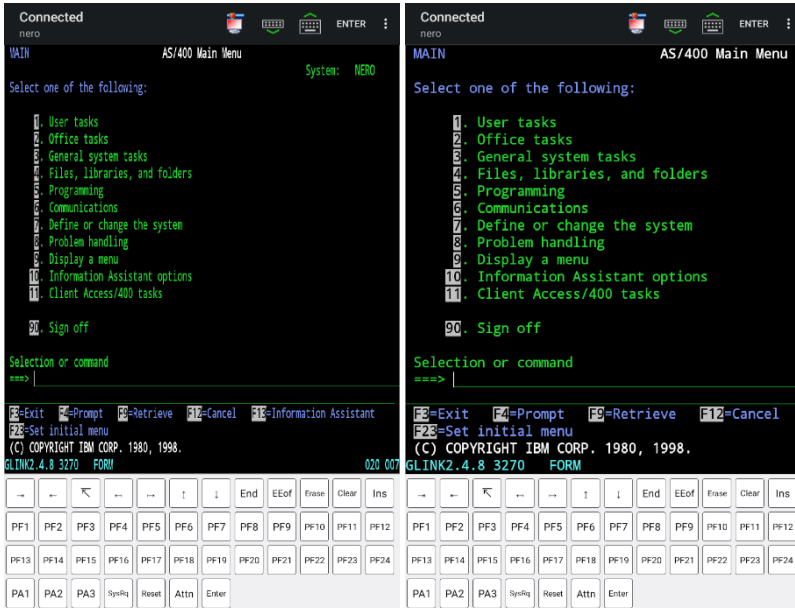 Connected
nero
ENTER
MAIN AS/400 Main Menu
System: NERO
Select one of the following:
1. User tasks
2. Office tasks
3. General system tasks
4. Files, libraries, and folders
5. Programming
6. Communications
7. Define or change the system
8. Problem handling
9. Display a menu
10. Information Assistant options
11. Client Access/400 tasks
90. Sign off
Selection or command
===>
F3=Exit F4=Prompt F9=Retrieve F12=Cancel F13=Information Assistant
F23=Set initial menu
(C) COPYRIGHT IBM CORP. 1980, 1998.
GLINK2.4.8 3270 FORM 020 007
→ ← ↸ ← → ↑ ↓ End EEof Erase Clear Ins
PF1 PF2 PF3 PF4 PF5 PF6 PF7 PF8 PF9 PF10 PF11 PF12
PF13 PF14 PF15 PF16 PF17 PF18 PF19 PF20 PF21 PF22 PF23 PF24
PA1 PA2 PA3 SysRq Reset Attn Enter
Connected
nero
ENTER
MAIN AS/400 Main Menu
Select one of the following:
1. User tasks
2. Office tasks
3. General system tasks
4. Files, libraries, and folders
5. Programming
6. Communications
7. Define or change the system
8. Problem handling
9. Display a menu
10. Information Assistant options
11. Client Access/400 tasks
90. Sign off
Selection or command
===>
F3=Exit F4=Prompt F9=Retrieve F12=Cancel
F23=Set initial menu
(C) COPYRIGHT IBM CORP. 1980, 1998.
GLINK2.4.8 3270 FORM
→ ← ↸ ← → ↑ ↓ End EEof Erase Clear Ins
PF1 PF2 PF3 PF4 PF5 PF6 PF7 PF8 PF9 PF10 PF11 PF12
PF13 PF14 PF15 PF16 PF17 PF18 PF19 PF20 PF21 PF22 PF23 PF24
PA1 PA2 PA3 SysRq Reset Attn Enter